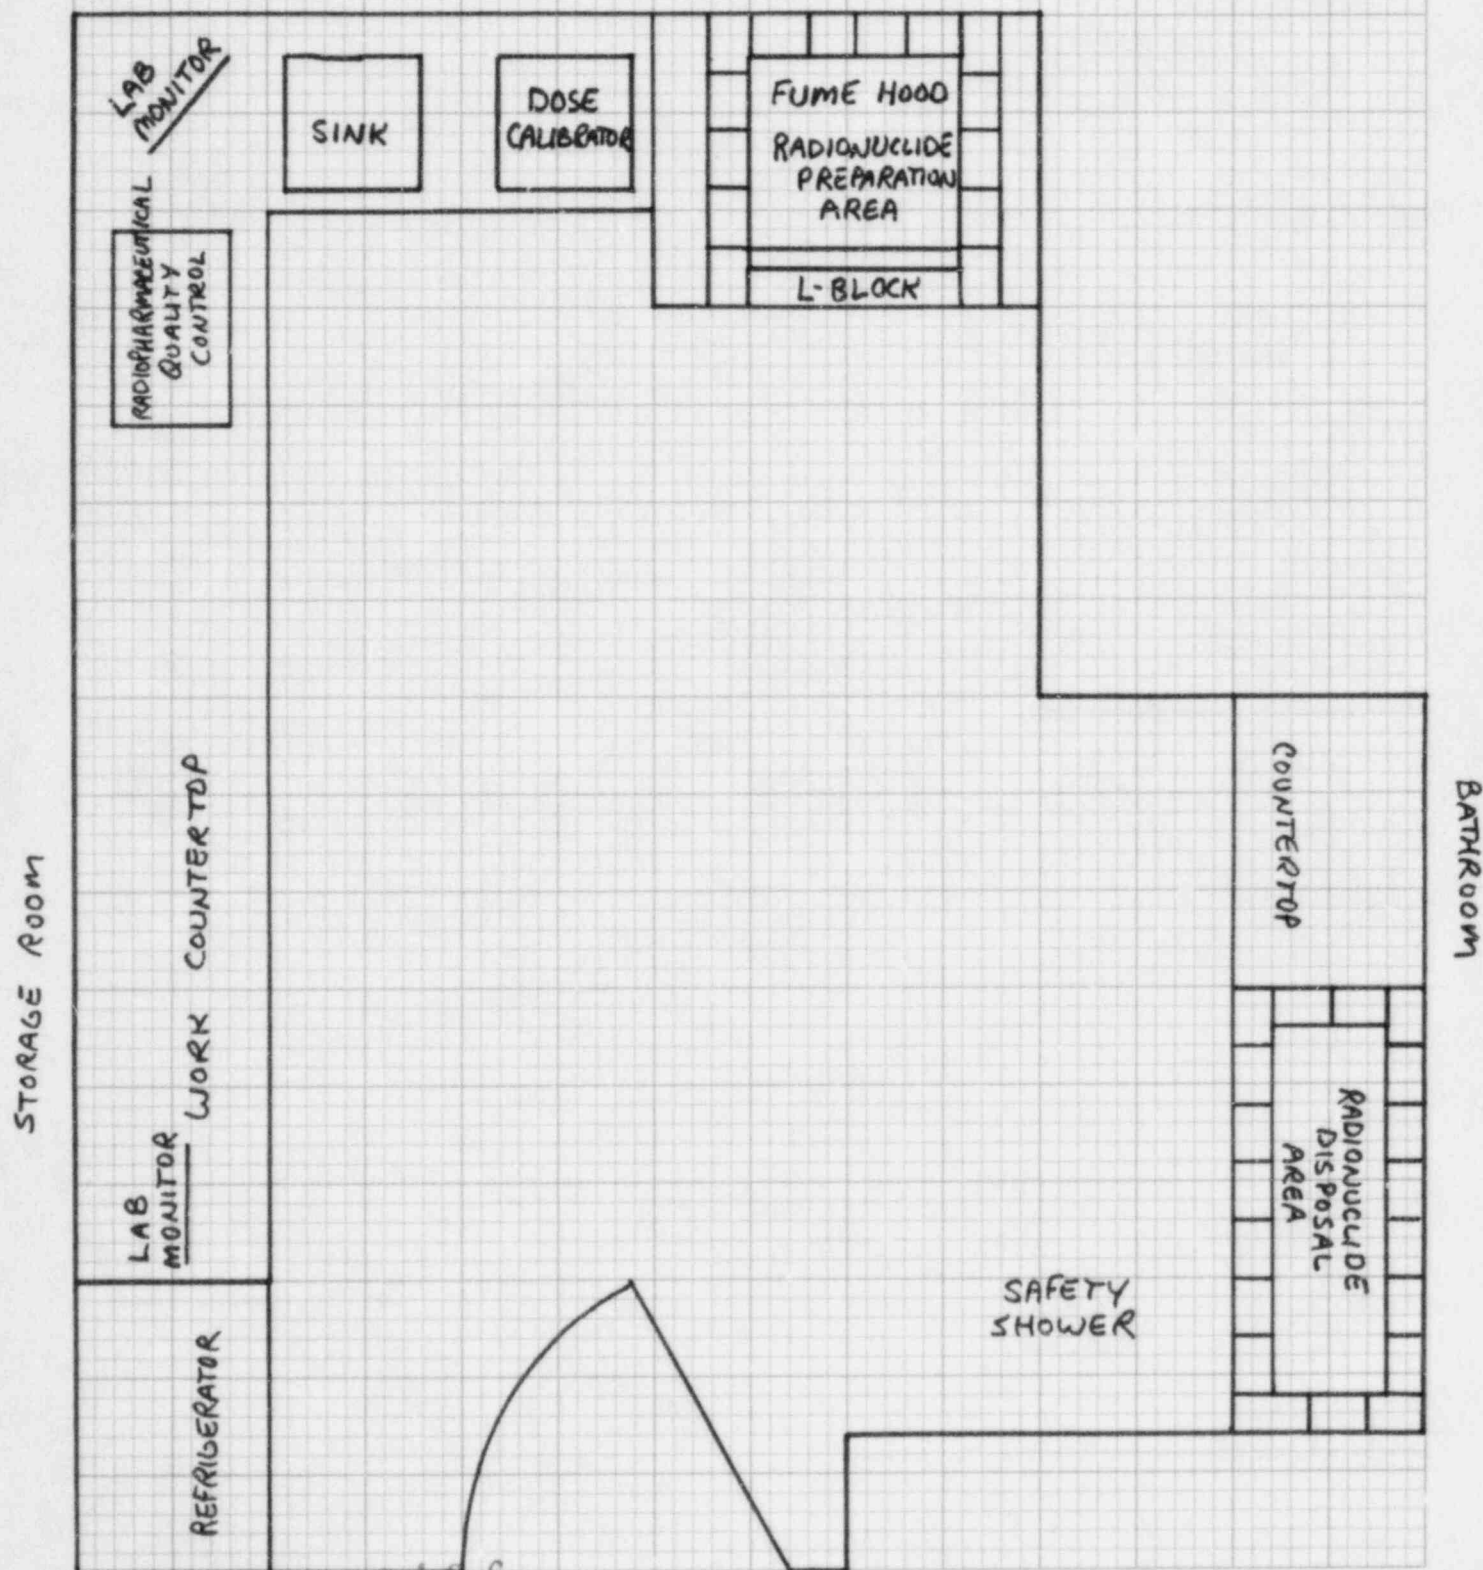 LAB
MONITOR
SINK
DOSE
CALIBRATOR
FUME HOOD
RADIONUCLIDE
PREPARATION
AREA
L-BLOCK
RADIOPHARMACEUTICAL
QUALITY
CONTROL
STORAGE ROOM
WORK COUNTERTOP
LAB
MONITOR
REFRIGERATOR
COUNTERTOP
BATHROOM
RADIONUCLIDE
DISPOSAL
AREA
SAFETY
SHOWER